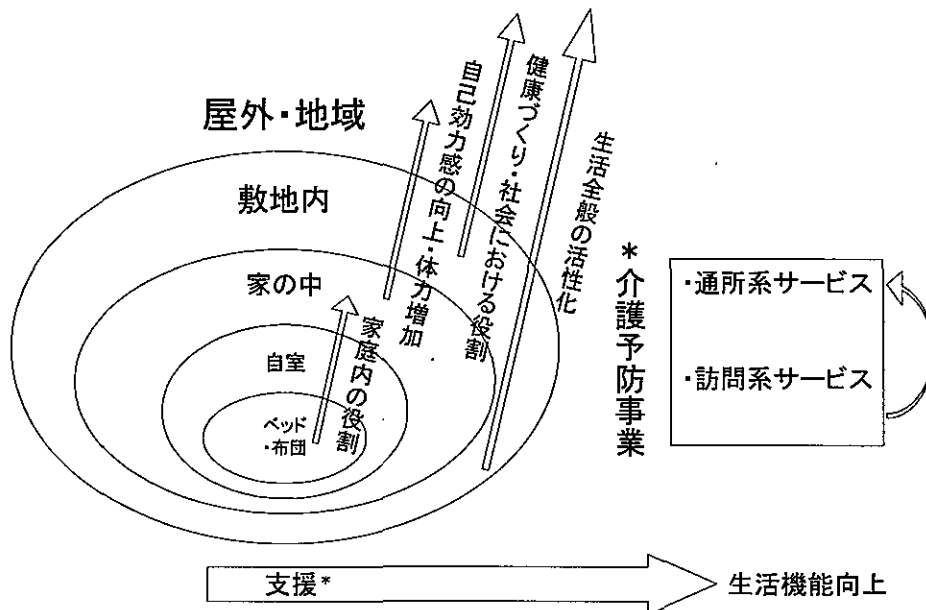 屋外・地域
敷地内
家の中
自室
ベッド
・布団
家庭内の役割
自己効力感の向上・体力増加
健康づくり・社会における役割
生活全般の活性化
*介護予防事業
・通所系サービス
・訪問系サービス
支援*
生活機能向上